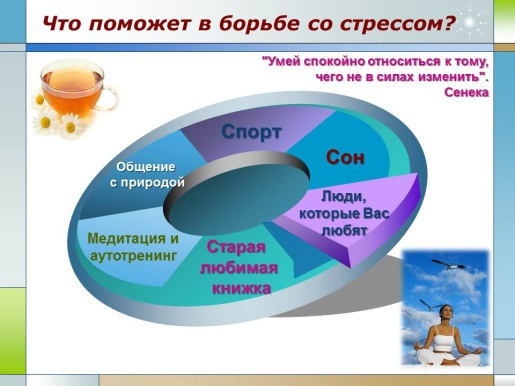 Что поможет в борьбе со стрессом?
"Умей спокойно относиться к тому,
чего не в силах изменить".
Сенека
Спорт
Сон
Общение
с природой
Люди,
которые Вас
любят
Медитация и
аутотренинг
Старая
любимая
книжка